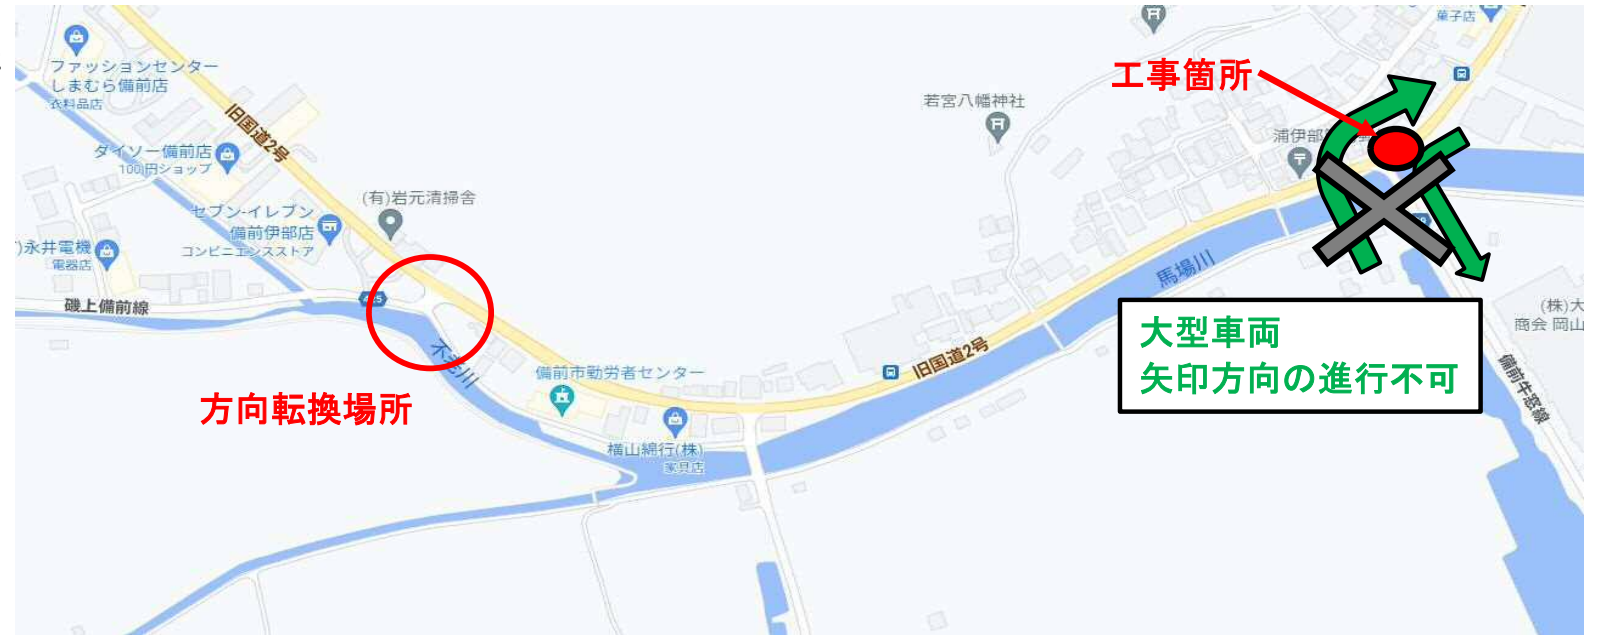 菓子店
ファッションセンター
しまむら備前店
衣料品店
工事箇所
若宮八幡神社
旧国道2号
浦伊部
ダイソー備前店
100円ショップ
(有)岩元清掃舎
セブン-イレブン
備前伊部店
コンビニエンスストア
永井電機
電器店
馬場川
磯上備前線
(株)大
商会 岡山
大型車両
矢印方向の進行不可
不老川
旧国道2号
備前市勤労者センター
備前牛窓線
方向転換場所
横山綿行(株)
家具店